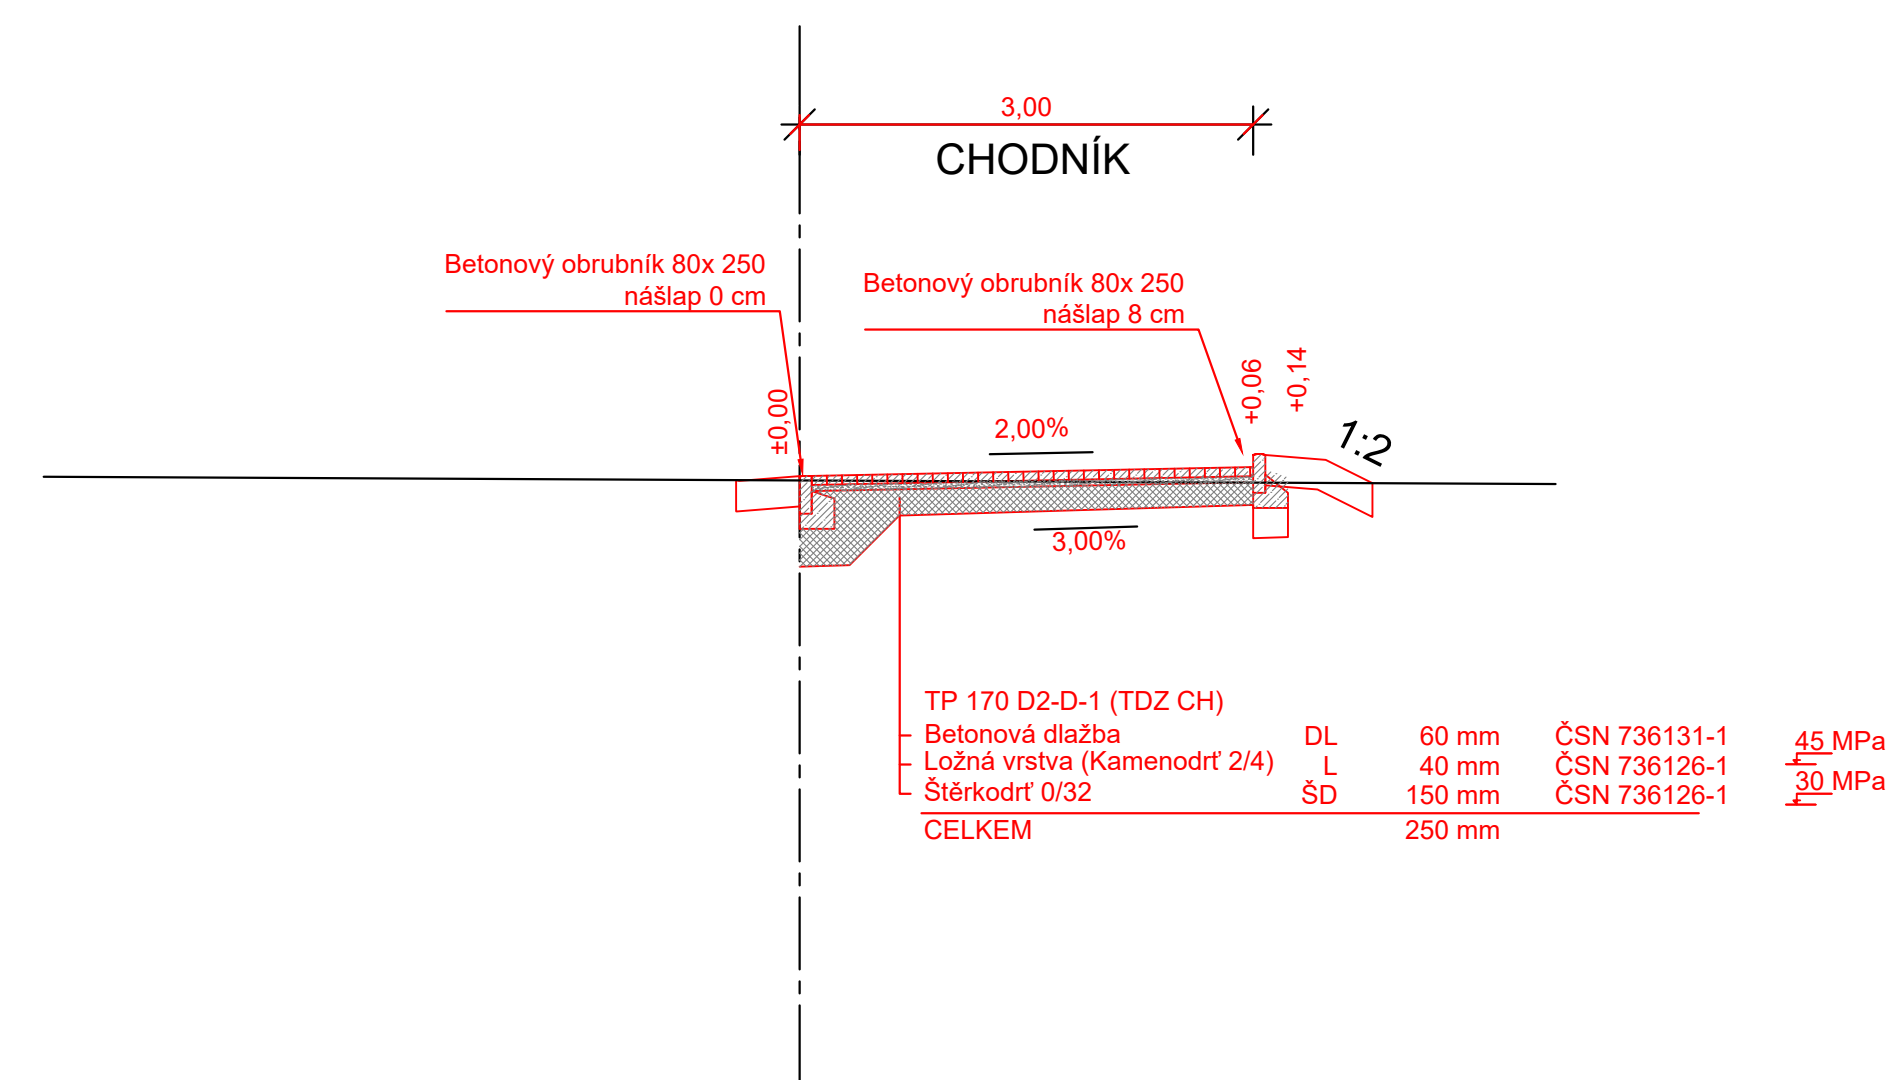 3,00
CHODNÍK
Betonový obrubník 80x 250
nášlap 0 cm
Betonový obrubník 80x 250
nášlap 8 cm
±0,00
+0,06
+0,14
1:2
2,00%
3,00%
TP 170 D2-D-1 (TDZ CH)
Betonová dlažba DL 60 mm ČSN 736131-1 45 MPa
Ložná vrstva (Kamenodrť 2/4) L 40 mm ČSN 736126-1
Štěrkodrť 0/32 ŠD 150 mm ČSN 736126-1 30 MPa
CELKEM 250 mm